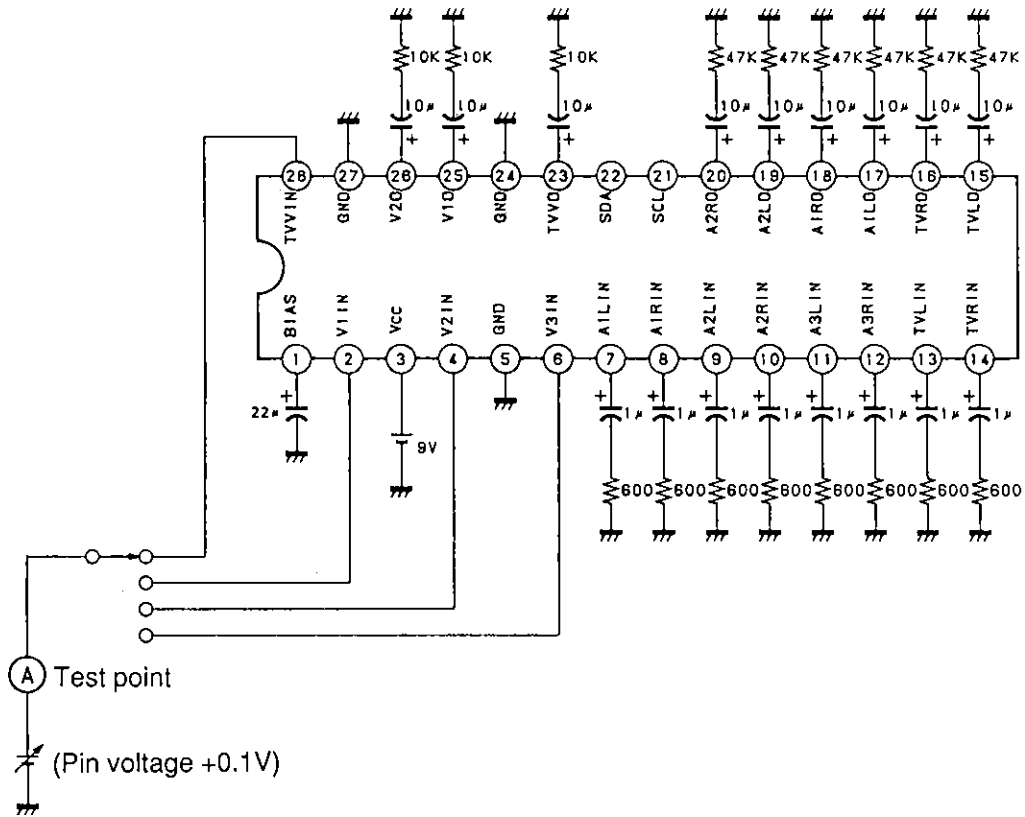 10K 10K 10K 47K 47K 47K 47K 47K 47K
10μ 10μ 10μ 10μ 10μ 10μ 10μ 10μ 10μ
+ + + + + + + + +
28 27 26 25 24 23 22 21 20 19 18 17 16 15
TVVIN GND V2O V1O GND TVVO SDA SCL A2RO A2LO A1RO A1LO TVRO TVLO
BIAS V1IN VCC V2IN GND V3IN A1LIN A1RIN A2LIN A2RIN A3LIN A3RIN TVLIN TVRIN
1 2 3 4 5 6 7 8 9 10 11 12 13 14
+ + + + + + + + +
22μ 1μ 1μ 1μ 1μ 1μ 1μ 1μ 1μ
9V
600 600 600 600 600 600 600 600
A Test point
(Pin voltage +0.1V)